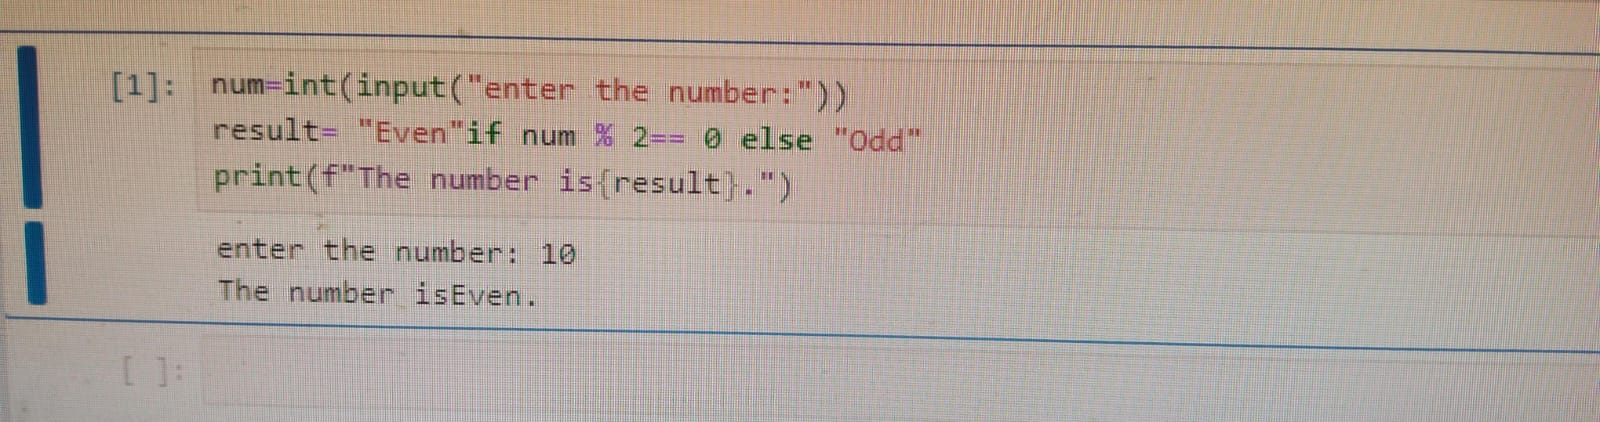 [1]: num=int(input("enter the number:"))
result= "Even"if num % 2== 0 else "Odd"
print(f"The number is{result}.")
enter the number: 10
The number isEven.
[ ]: